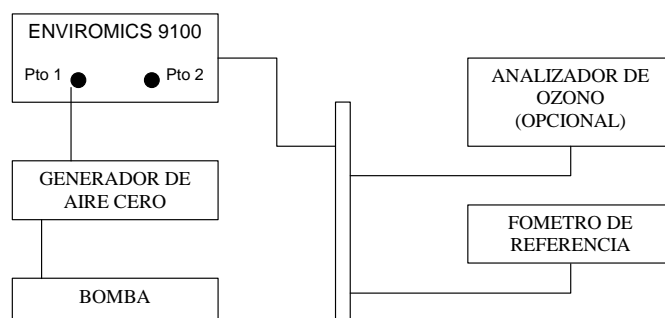 ENVIROMICS 9100
Pto 1
Pto 2
GENERADOR DE
AIRE CERO
BOMBA
ANALIZADOR DE
OZONO
(OPCIONAL)
FOMETRO DE
REFERENCIA